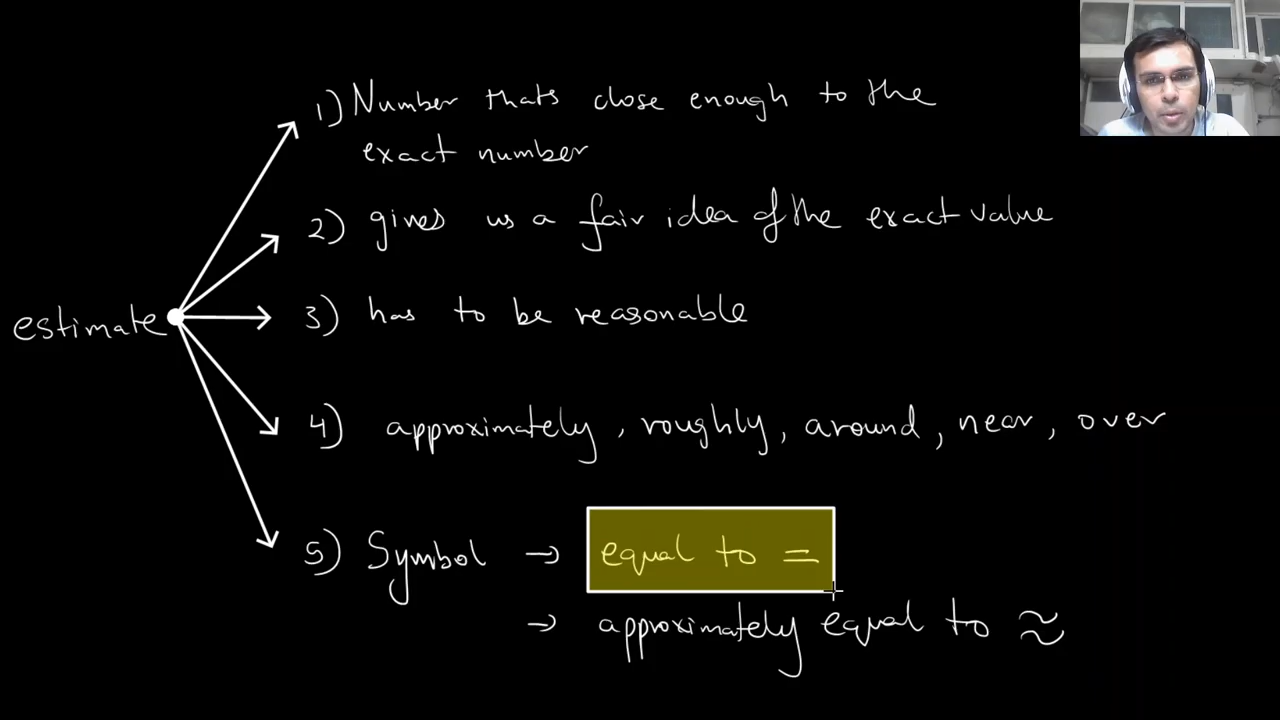 1) Number thats close enough to the
exact number
2) gives us a fair idea of the exact value
estimate
3) has to be reasonable
4) approximately, roughly, around, near, over
5) Symbol → equal to =
→ approximately equal to ≈